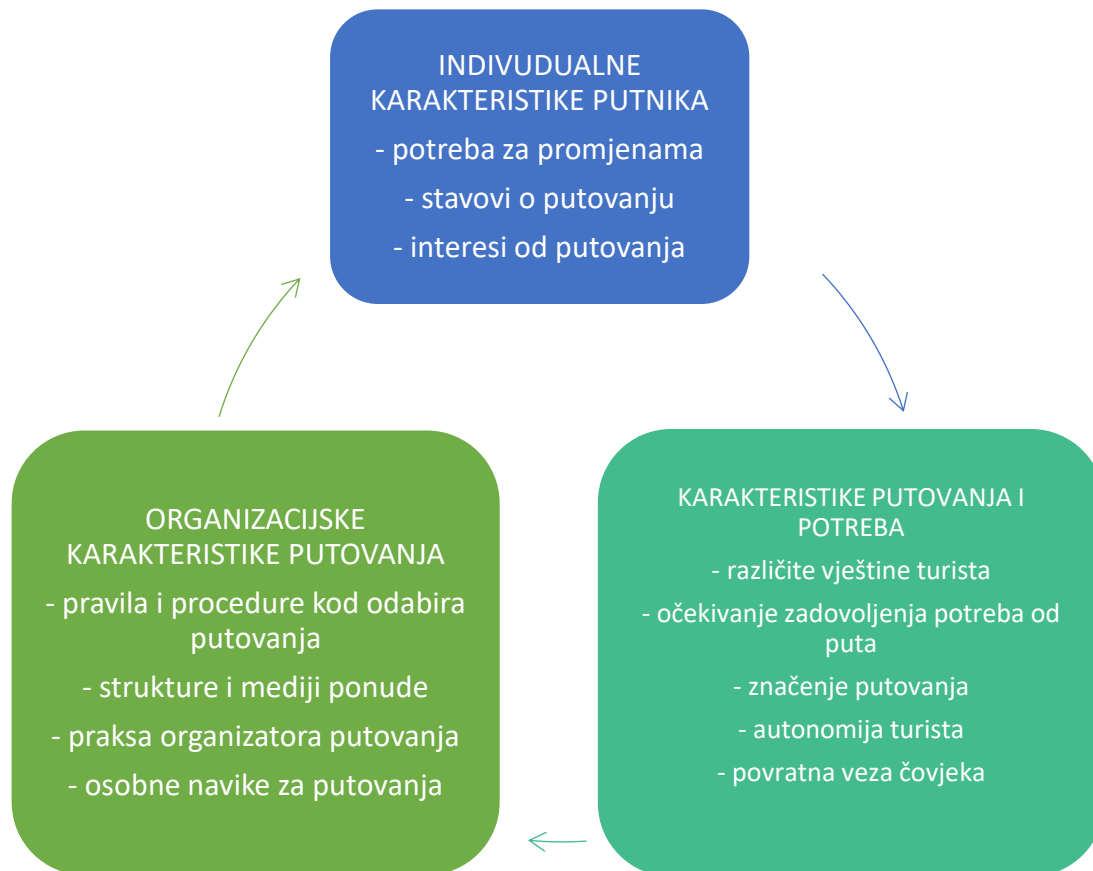 INDIVUDUALNE
KARAKTERISTIKE PUTNIKA
- potreba za promjenama
- stavovi o putovanju
- interesi od putovanja
KARAKTERISTIKE PUTOVANJA I
POTREBA
- različite vještine turista
- očekivanje zadovoljenja potreba od
puta
- značenje putovanja
- autonomija turista
- povratna veza čovjeka
ORGANIZACIJSKE
KARAKTERISTIKE PUTOVANJA
- pravila i procedure kod odabira
putovanja
- strukture i mediji ponude
- praksa organizatora putovanja
- osobne navike za putovanja